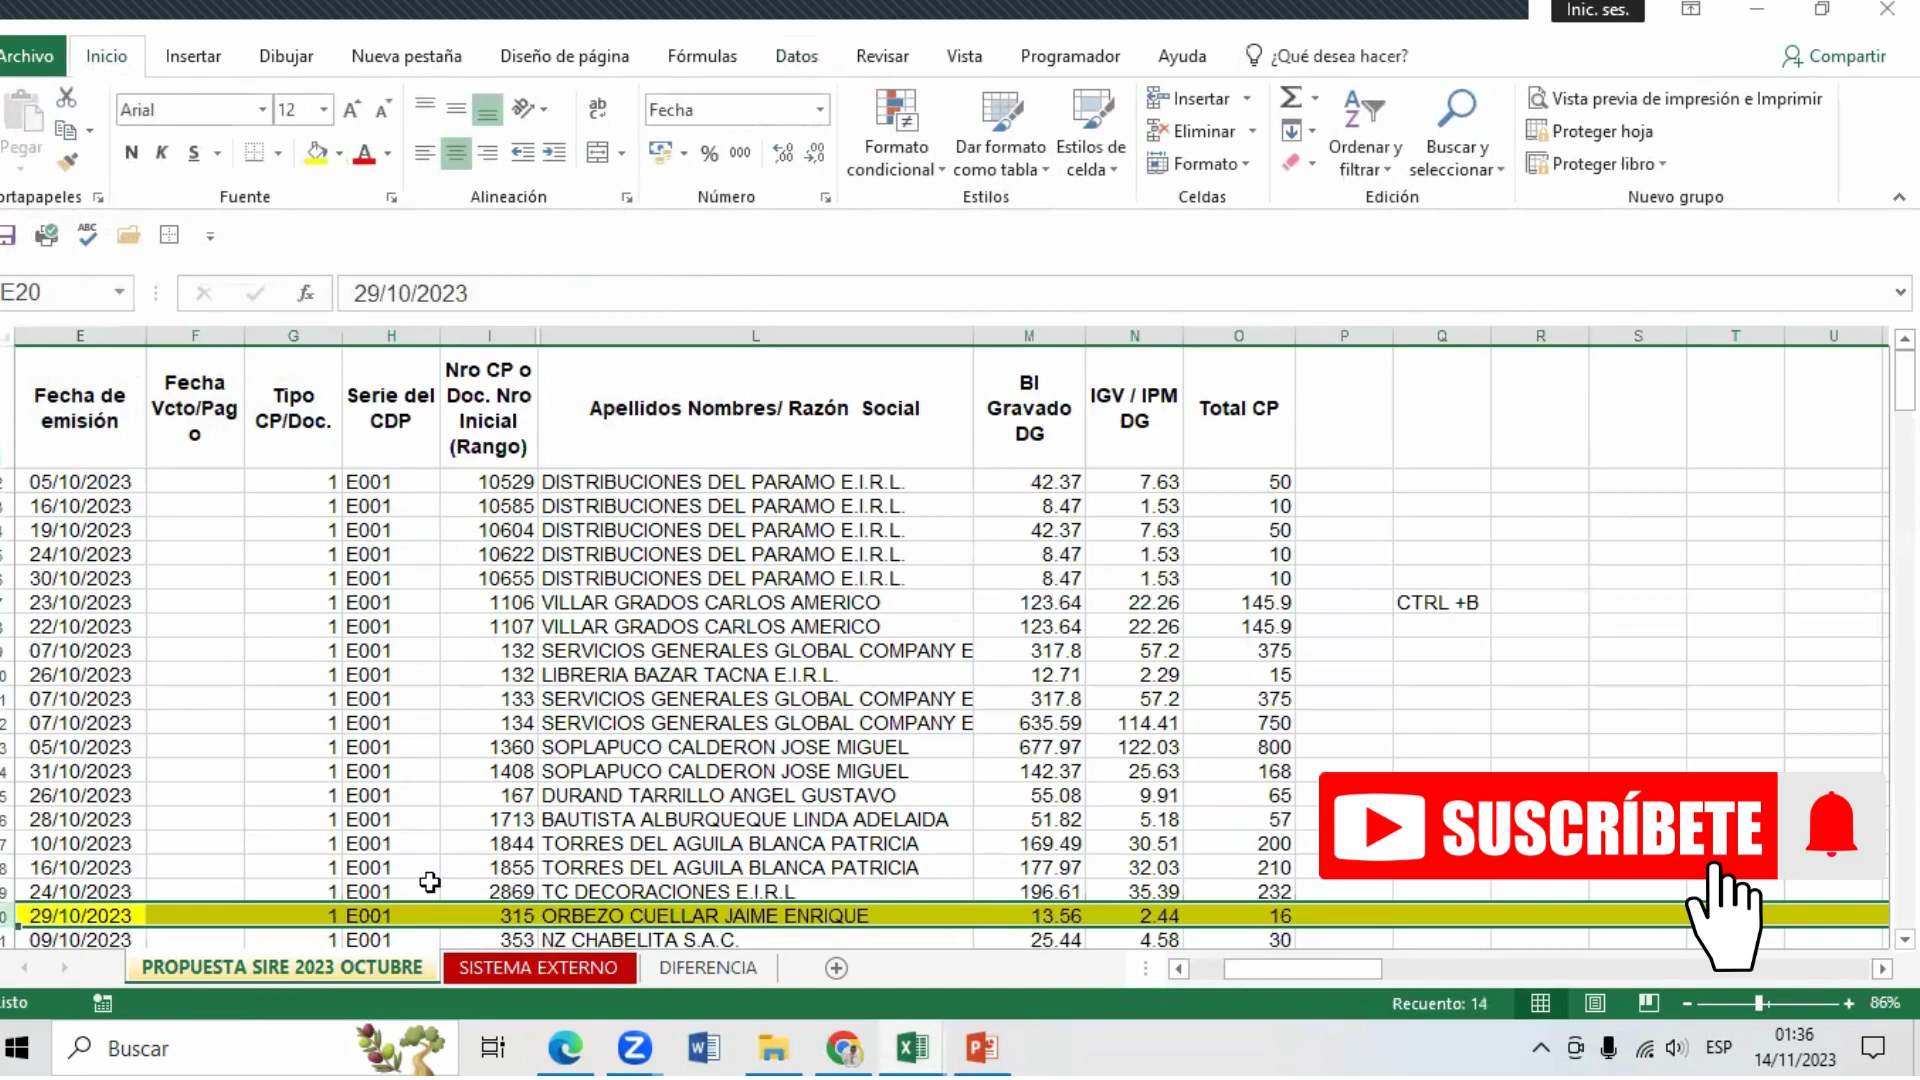 Inic. ses.
Archivo Inicio Insertar Dibujar Nueva pestaña Diseño de página Fórmulas Datos Revisar Vista Programador Ayuda ¿Qué desea hacer? Compartir
Arial 12 Fecha
Pegar
N K S
% 000
Formato condicional
Dar formato como tabla
Estilos de celda
Insertar
Eliminar
Formato
Ordenar y filtrar
Buscar y seleccionar
Vista previa de impresión e Imprimir
Proteger hoja
Proteger libro
ortapapeles Fuente Alineación Número Estilos Celdas Edición Nuevo grupo
ABC
E20 fx 29/10/2023
E F G H I L M N O P Q R S T U
Fecha de emisión
Fecha Vcto/Pago
Tipo CP/Doc.
Serie del CDP
Nro CP o Doc. Nro Inicial (Rango)
Apellidos Nombres/ Razón Social
BI Gravado DG
IGV / IPM DG
Total CP
05/10/2023 1 E001 10529 DISTRIBUCIONES DEL PARAMO E.I.R.L. 42.37 7.63 50
16/10/2023 1 E001 10585 DISTRIBUCIONES DEL PARAMO E.I.R.L. 8.47 1.53 10
19/10/2023 1 E001 10604 DISTRIBUCIONES DEL PARAMO E.I.R.L. 42.37 7.63 50
24/10/2023 1 E001 10622 DISTRIBUCIONES DEL PARAMO E.I.R.L. 8.47 1.53 10
30/10/2023 1 E001 10655 DISTRIBUCIONES DEL PARAMO E.I.R.L. 8.47 1.53 10
23/10/2023 1 E001 1106 VILLAR GRADOS CARLOS AMERICO 123.64 22.26 145.9 CTRL +B
22/10/2023 1 E001 1107 VILLAR GRADOS CARLOS AMERICO 123.64 22.26 145.9
07/10/2023 1 E001 132 SERVICIOS GENERALES GLOBAL COMPANY E 317.8 57.2 375
26/10/2023 1 E001 132 LIBRERIA BAZAR TACNA E.I.R.L. 12.71 2.29 15
07/10/2023 1 E001 133 SERVICIOS GENERALES GLOBAL COMPANY E 317.8 57.2 375
07/10/2023 1 E001 134 SERVICIOS GENERALES GLOBAL COMPANY E 635.59 114.41 750
05/10/2023 1 E001 1360 SOPLAPUCO CALDERON JOSE MIGUEL 677.97 122.03 800
31/10/2023 1 E001 1408 SOPLAPUCO CALDERON JOSE MIGUEL 142.37 25.63 168
26/10/2023 1 E001 167 DURAND TARRILLO ANGEL GUSTAVO 55.08 9.91 65
28/10/2023 1 E001 1713 BAUTISTA ALBURQUEQUE LINDA ADELAIDA 51.82 5.18 57
10/10/2023 1 E001 1844 TORRES DEL AGUILA BLANCA PATRICIA 169.49 30.51 200
16/10/2023 1 E001 1855 TORRES DEL AGUILA BLANCA PATRICIA 177.97 32.03 210
24/10/2023 1 E001 2869 TC DECORACIONES E.I.R.L 196.61 35.39 232
29/10/2023 1 E001 315 ORBEZO CUELLAR JAIME ENRIQUE 13.56 2.44 16
09/10/2023 1 E001 353 NZ CHABELITA S.A.C. 25.44 4.58 30
SUSCRÍBETE
PROPUESTA SIRE 2023 OCTUBRE SISTEMA EXTERNO DIFERENCIA
Listo Recuento: 14 86%
Buscar ESP 01:36
14/11/2023